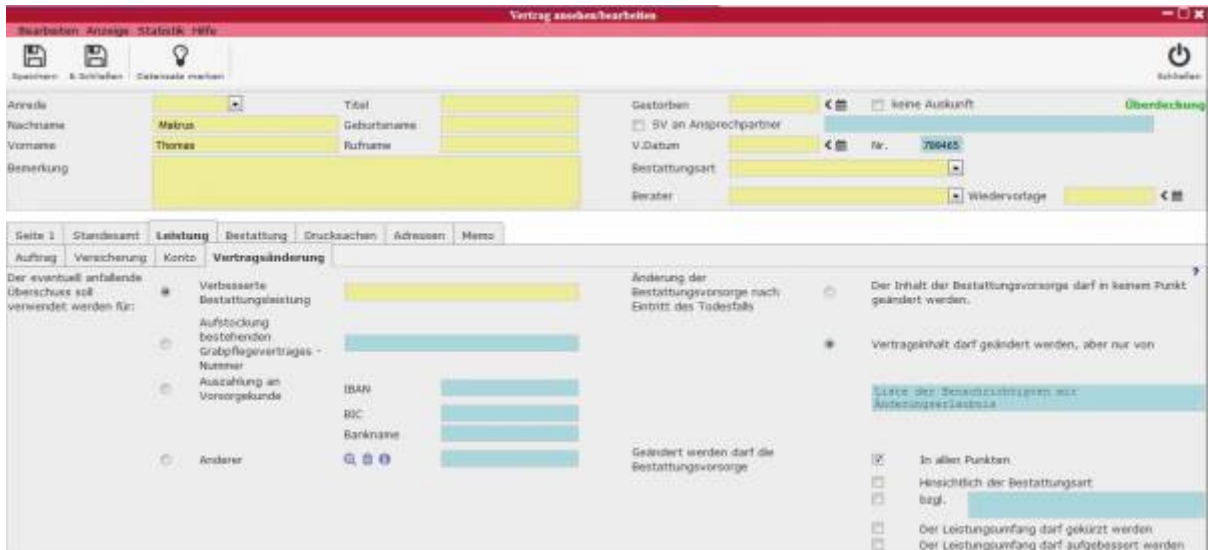 Vertrag ansehen/bearbeiten
Bearbeiten Anzeige Statistik Hilfe
Speichern & Schließen Datensatz merken Schließen
Anrede Titel Gestorben keine Auskunft Überdeckung
Nachname Makrus Geburtsname SV an Ansprechpartner
Vorname Thomas Rufname V.Datum Nr. 780465
Bemerkung Bestattungsart
Berater Wiedervorlage
Seite 1 Standesamt Leistung Bestattung Drucksachen Adressen Memo
Auftrag Versicherung Konto Vertragsänderung
Der eventuell anfallende
Überschuss soll
verwendet werden für:
Verbesserte
Bestattungsleistung
Aufstockung
bestehenden
Grabpflegevertrages -
Nummer
Auszahlung an
Vorsorgekunde
IBAN
BIC
Bankname
Anderer
Änderung der
Bestattungsvorsorge nach
Eintritt des Todesfalls
?
Der Inhalt der Bestattungsvorsorge darf in keinem Punkt
geändert werden.
Vertragsinhalt darf geändert werden, aber nur von
Liste der Benachrichtigten mit
Änderungserlaubnis
Geändert werden darf die
Bestattungsvorsorge
In allen Punkten
Hinsichtlich der Bestattungsart
bzgl.
Der Leistungsumfang darf gekürzt werden
Der Leistungsumfang darf aufgebessert werden